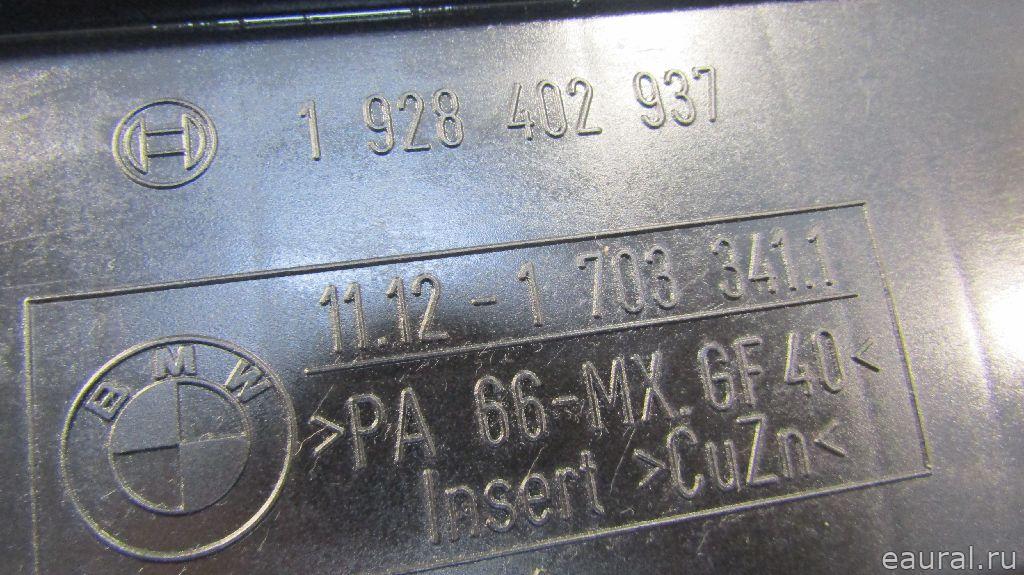 1 928 402 937
11.12 - 1 703 341.1
BMW
>PA 66-MX.GF 40<
Insert >CuZn<
eaural.ru